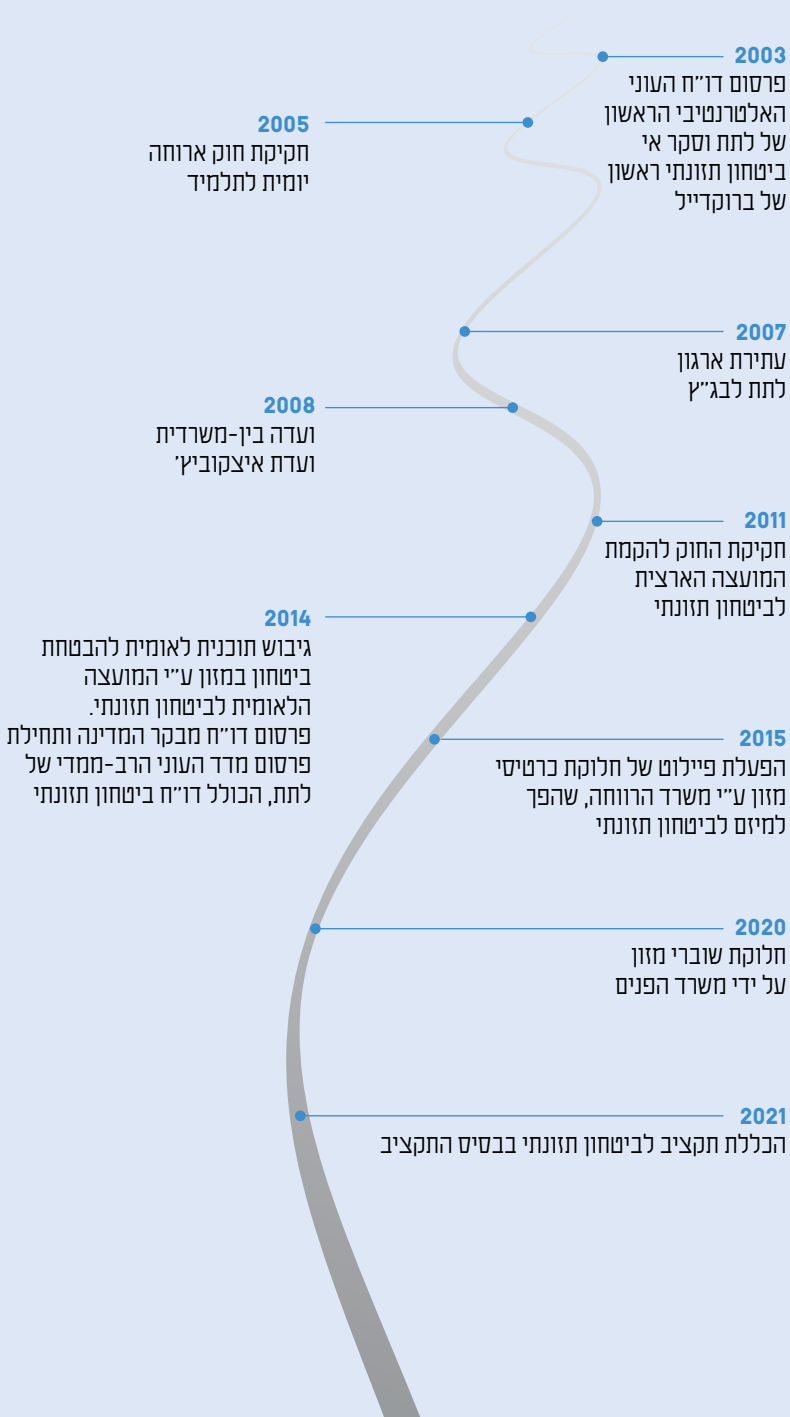 2003
פרסום דו״ח העוני
האלטרנטיבי הראשון
של לתת וסקר אי
ביטחון תזונתי ראשון
של ברוקדייל
2005
חקיקת חוק ארוחה
יומית לתלמיד
2007
עתירת ארגון
לתת לבג״ץ
2008
ועדה בין-משרדית
ועדת איצקוביץ׳
2011
חקיקת החוק להקמת
המועצה הארצית
לביטחון תזונתי
2014
גיבוש תוכנית לאומית להבטחת
ביטחון במזון ע״י המועצה
הלאומית לביטחון תזונתי.
פרסום דו״ח מבקר המדינה ותחילת
פרסום מדד העוני הרב-ממדי של
לתת, הכולל דו״ח ביטחון תזונתי
2015
הפעלת פיילוט של חלוקת כרטיסי
מזון ע״י משרד הרווחה, שהפך
למיזם לביטחון תזונתי
2020
חלוקת שוברי מזון
על ידי משרד הפנים
2021
הכללת תקציב לביטחון תזונתי בבסיס התקציב